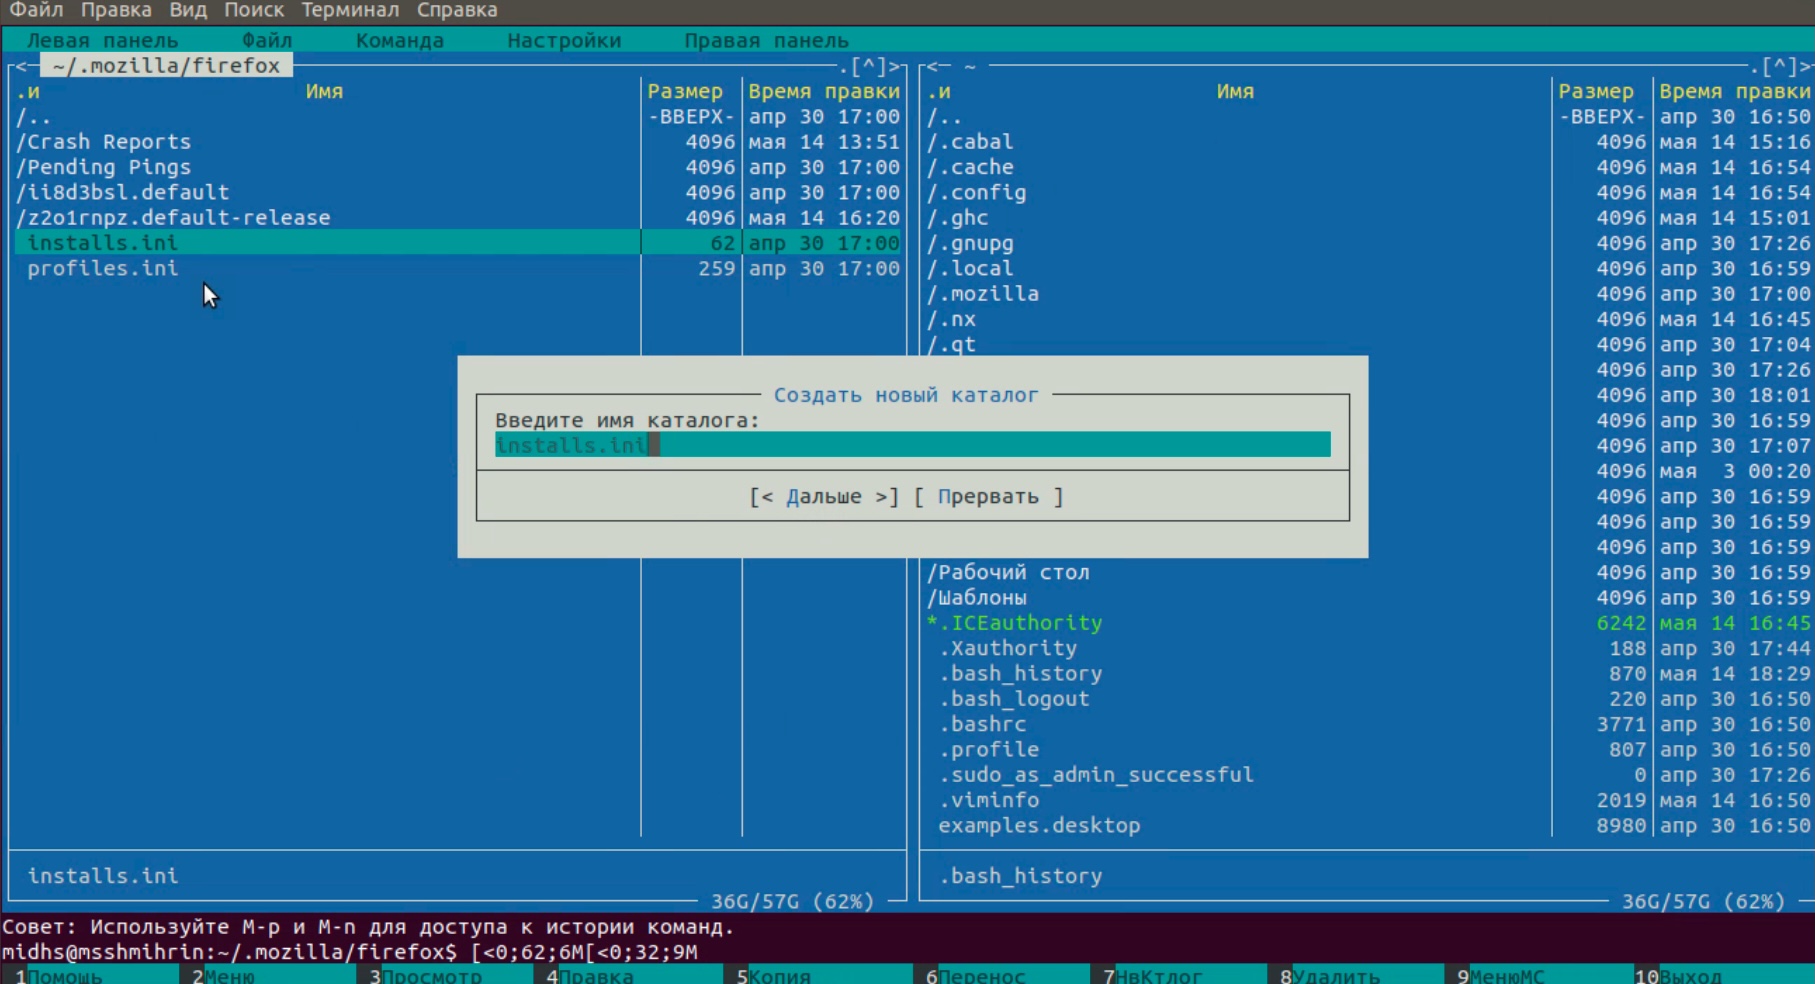 Файл Правка Вид Поиск Терминал Справка
Левая панель Файл Команда Настройки Правая панель
<─ ~/.mozilla/firefox ─.[^]>
.и Имя Размер Время правки
/.. -ВВЕРХ- апр 30 17:00
/Crash Reports 4096 мая 14 13:51
/Pending Pings 4096 апр 30 17:00
/ii8d3bsl.default 4096 апр 30 17:00
/z2o1rnpz.default-release 4096 мая 14 16:20
installs.ini 62 апр 30 17:00
profiles.ini 259 апр 30 17:00
installs.ini
36G/57G (62%)
<─ ~ ─.[^]>
.и Имя Размер Время правки
/.. -ВВЕРХ- апр 30 16:50
/.cabal 4096 мая 14 15:16
/.cache 4096 мая 14 16:54
/.config 4096 мая 14 16:54
/.ghc 4096 мая 14 15:01
/.gnupg 4096 апр 30 17:26
/.local 4096 апр 30 16:59
/.mozilla 4096 апр 30 17:00
/.nx 4096 мая 14 16:45
/.qt 4096 апр 30 17:04
4096 апр 30 17:26
4096 апр 30 18:01
4096 апр 30 16:59
4096 апр 30 17:07
4096 мая 3 00:20
4096 апр 30 16:59
4096 апр 30 16:59
4096 апр 30 16:59
/Рабочий стол 4096 апр 30 16:59
/Шаблоны 4096 апр 30 16:59
*.ICEauthority 6242 мая 14 16:45
.Xauthority 188 апр 30 17:44
.bash_history 870 мая 14 18:29
.bash_logout 220 апр 30 16:50
.bashrc 3771 апр 30 16:50
.profile 807 апр 30 16:50
.sudo_as_admin_successful 0 апр 30 17:26
.viminfo 2019 мая 14 16:50
examples.desktop 8980 апр 30 16:50
.bash_history
36G/57G (62%)
Создать новый каталог
Введите имя каталога:
installs.ini
[< Дальше >] [ Прервать ]
Совет: Используйте M-p и M-n для доступа к истории команд.
midhs@msshmihrin:~/.mozilla/firefox$ [<0;62;6M[<0;32;9M
1Помощь 2Меню 3Просмотр 4Правка 5Копия 6Перенос 7НвКтлог 8Удалить 9МенюМС 10Выход